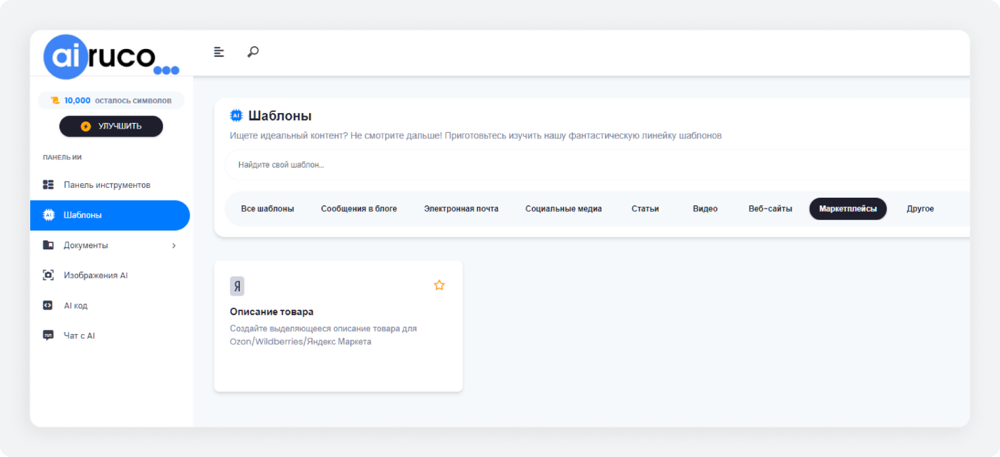 airuco
10,000 осталось символов
УЛУЧШИТЬ
ПАНЕЛЬ ИИ
Панель инструментов
Шаблоны
Документы
Изображения AI
AI код
Чат с AI
AI Шаблоны
Ищете идеальный контент? Не смотрите дальше! Приготовьтесь изучить нашу фантастическую линейку шаблонов
Найдите свой шаблон...
Все шаблоны Сообщения в блоге Электронная почта Социальные медиа Статьи Видео Веб-сайты Маркетплейсы Другое
Я
Описание товара
Создайте выделяющееся описание товара для
Ozon/Wildberries/Яндекс Маркета